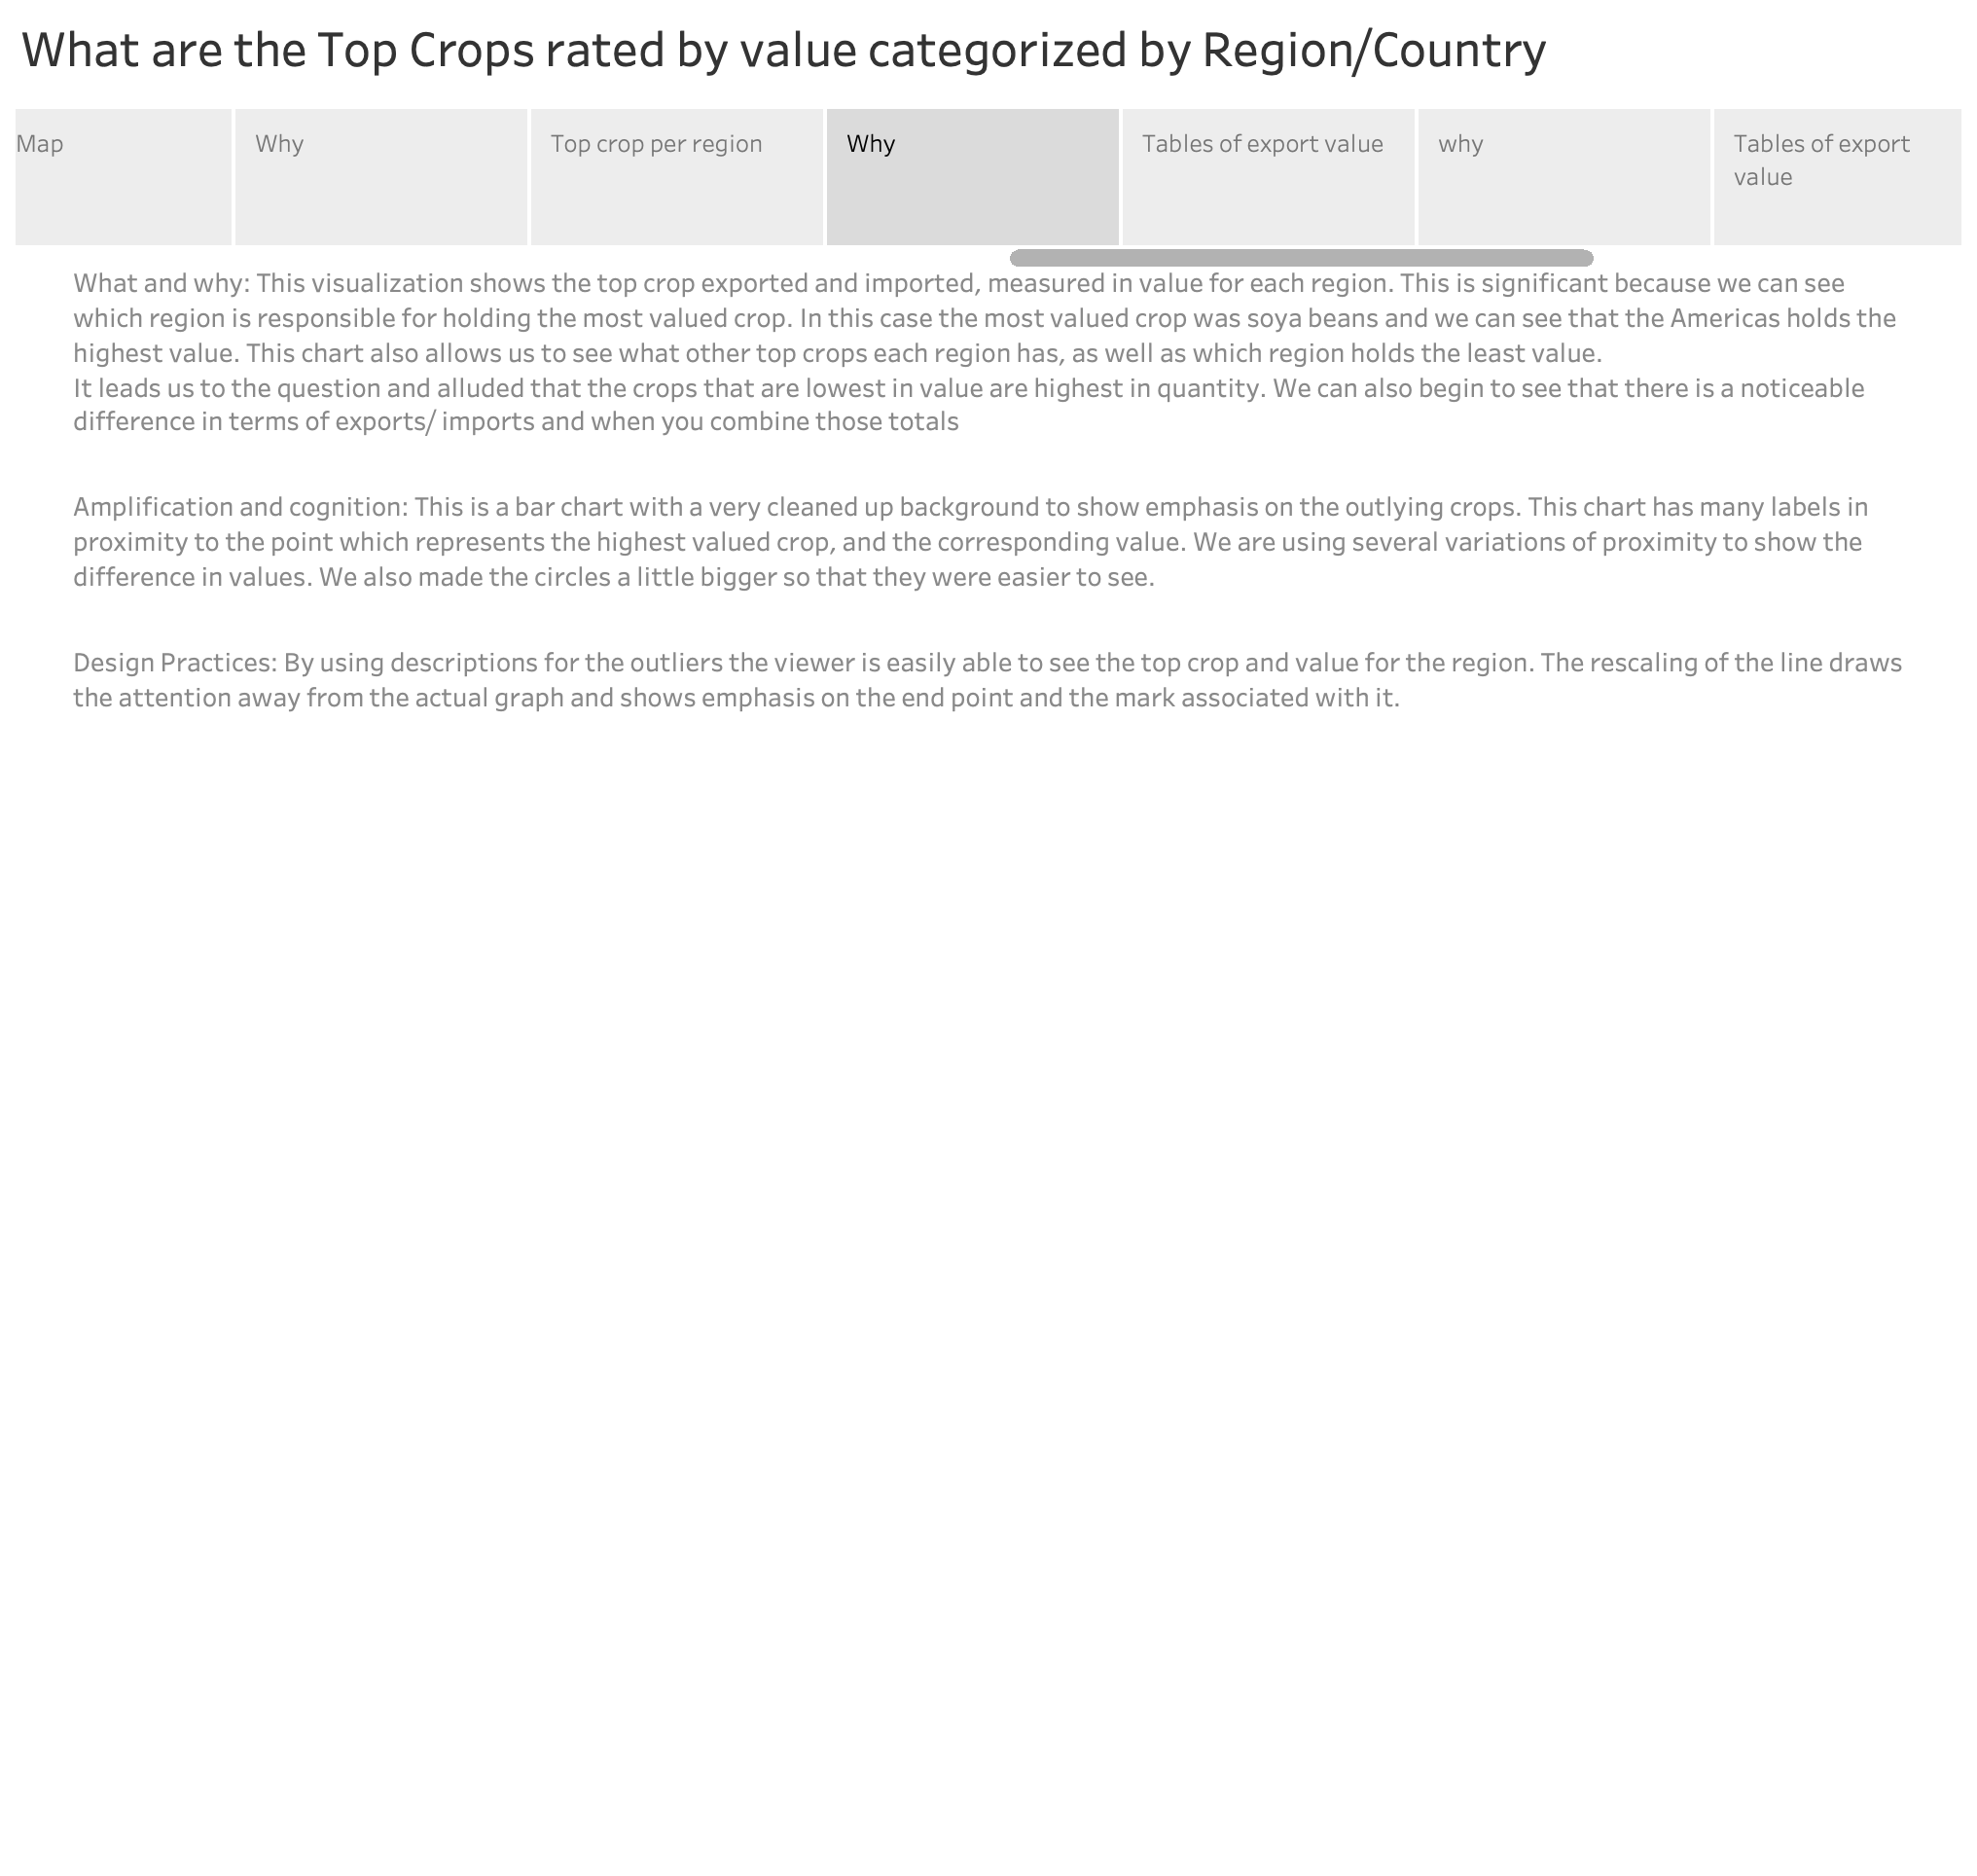 What are the Top Crops rated by value categorized by Region/Country
Map
Why
Top crop per region
Why
Tables of export value
why
Tables of export
value
What and why: This visualization shows the top crop exported and imported, measured in value for each region. This is significant because we can see
which region is responsible for holding the most valued crop. In this case the most valued crop was soya beans and we can see that the Americas holds the
highest value. This chart also allows us to see what other top crops each region has, as well as which region holds the least value.
It leads us to the question and alluded that the crops that are lowest in value are highest in quantity. We can also begin to see that there is a noticeable
difference in terms of exports/ imports and when you combine those totals
Amplification and cognition: This is a bar chart with a very cleaned up background to show emphasis on the outlying crops. This chart has many labels in
proximity to the point which represents the highest valued crop, and the corresponding value. We are using several variations of proximity to show the
difference in values. We also made the circles a little bigger so that they were easier to see.
Design Practices: By using descriptions for the outliers the viewer is easily able to see the top crop and value for the region. The rescaling of the line draws
the attention away from the actual graph and shows emphasis on the end point and the mark associated with it.